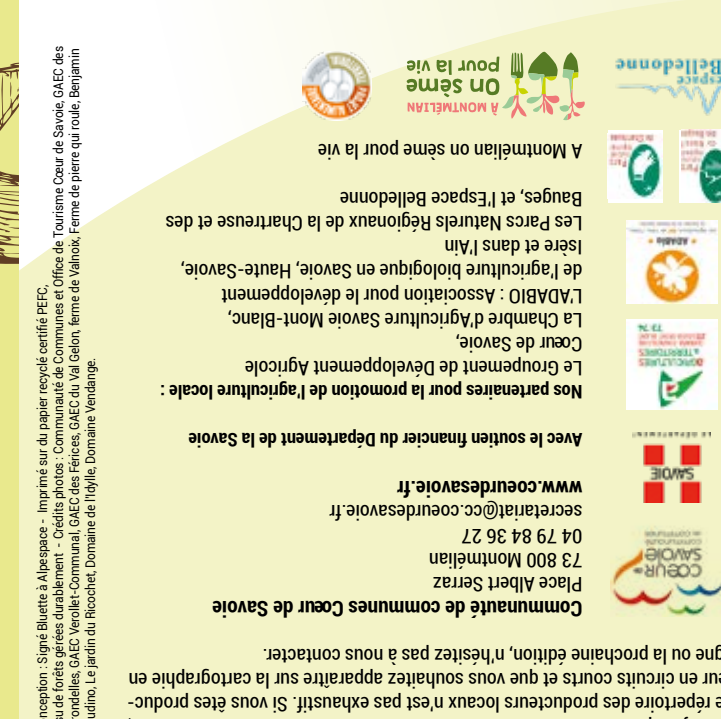 e répertoire des producteurs locaux n'est pas exhaustif. Si vous êtes produc-
eur en circuits courts et que vous souhaitez apparaître sur la cartographie en
gne ou la prochaine édition, n'hésitez pas à nous contacter.
Communauté de communes Cœur de Savoie
Place Albert Serraz
73 800 Montmélian
04 79 84 36 27
secretariat@cc.coeurdesavoie.fr
www.coeurdesavoie.fr
Avec le soutien financier du Département de la Savoie
Nos partenaires pour la promotion de l'agriculture locale :
Le Groupement de Développement Agricole
Cœur de Savoie,
La Chambre d'Agriculture Savoie Mont-Blanc,
L'ADABIO : Association pour le développement
de l'agriculture biologique en Savoie, Haute-Savoie,
Isère et dans l'Ain
Les Parcs Naturels Régionaux de la Chartreuse et des
Bauges, et l'Espace Belledonne
A Montmélian on sème pour la vie
CŒUR DE
SAVOIE
SAVOIE
LE DÉPARTEMENT
AGRICULTURES
& TERRITOIRES
ADABIO
Espace
Belledonne
À MONTMÉLIAN
On sème
pour la vie
nception : Signé Bluette à Alpespace - Imprimé sur du papier recyclé certifié PEFC,
su de forêts gérées durablement - Crédits photos : Communauté de Communes et Office de Tourisme Cœur de Savoie, GAEC des
rondelles, GAEC Verollet-Communal, GAEC des Férices, GAEC du Val Gelon, ferme de Valnoix, Ferme de pierre qui roule, Benjamin
udino, Le jardin du Ricochet, Domaine de l'Idylle, Domaine Vendange.